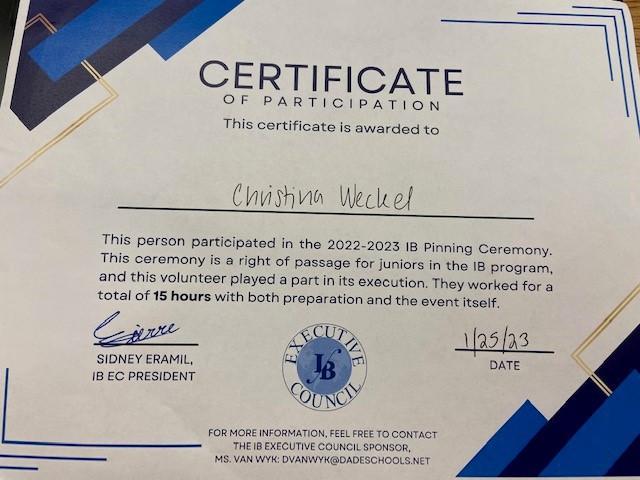 CERTIFICATE
OF PARTICIPATION
This certificate is awarded to
Christina Weckel
This person participated in the 2022-2023 IB Pinning Ceremony.
This ceremony is a right of passage for juniors in the IB program,
and this volunteer played a part in its execution. They worked for a
total of 15 hours with both preparation and the event itself.
SIDNEY ERAMIL,
IB EC PRESIDENT
EXECUTIVE
IB
COUNCIL
1/25/23
DATE
FOR MORE INFORMATION, FEEL FREE TO CONTACT
THE IB EXECUTIVE COUNCIL SPONSOR,
MS. VAN WYK: DVANWYK@DADESCHOOLS.NET